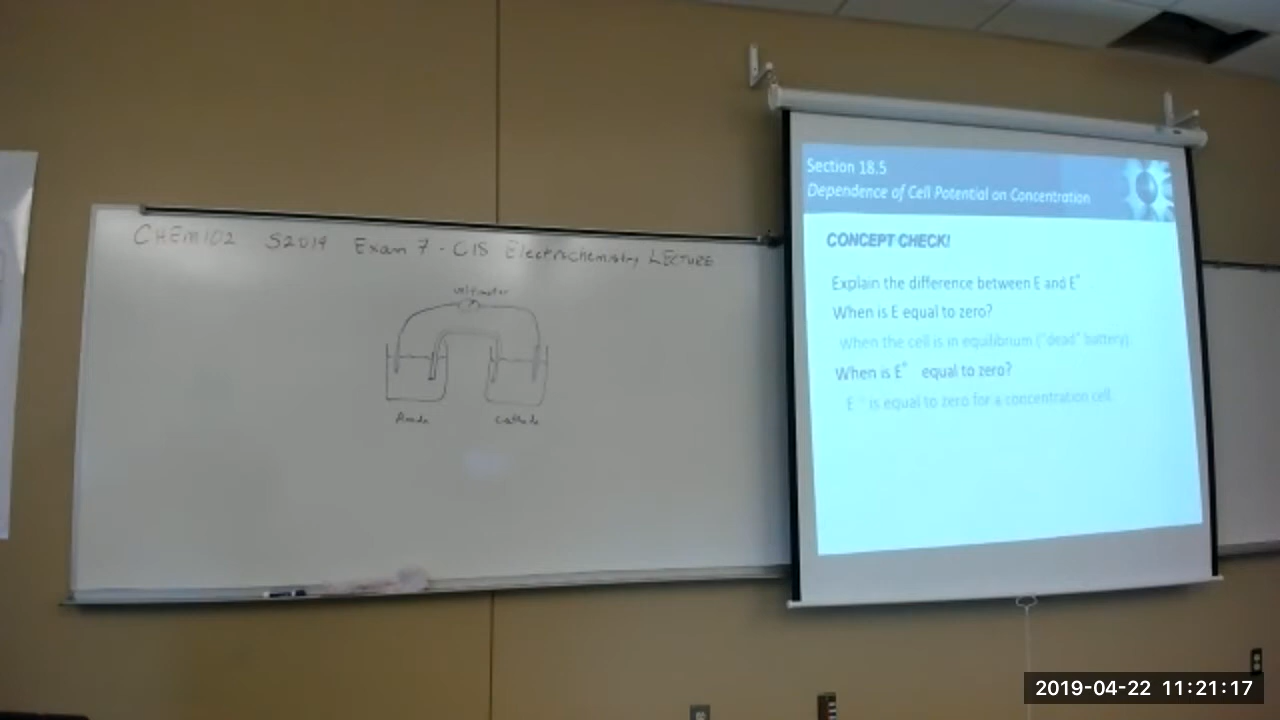 CHEM102 S2019 Exam 7 - C18 Electrochemistry LECTURE
voltmeter
Anode
Cathode
Section 18.5
Dependence of Cell Potential on Concentration
CONCEPT CHECK!
Explain the difference between E and E°
When is E equal to zero?
When the cell is in equilibrium ("dead" battery)
When is E° equal to zero?
E ° is equal to zero for a concentration cell.
2019-04-22 11:21:17